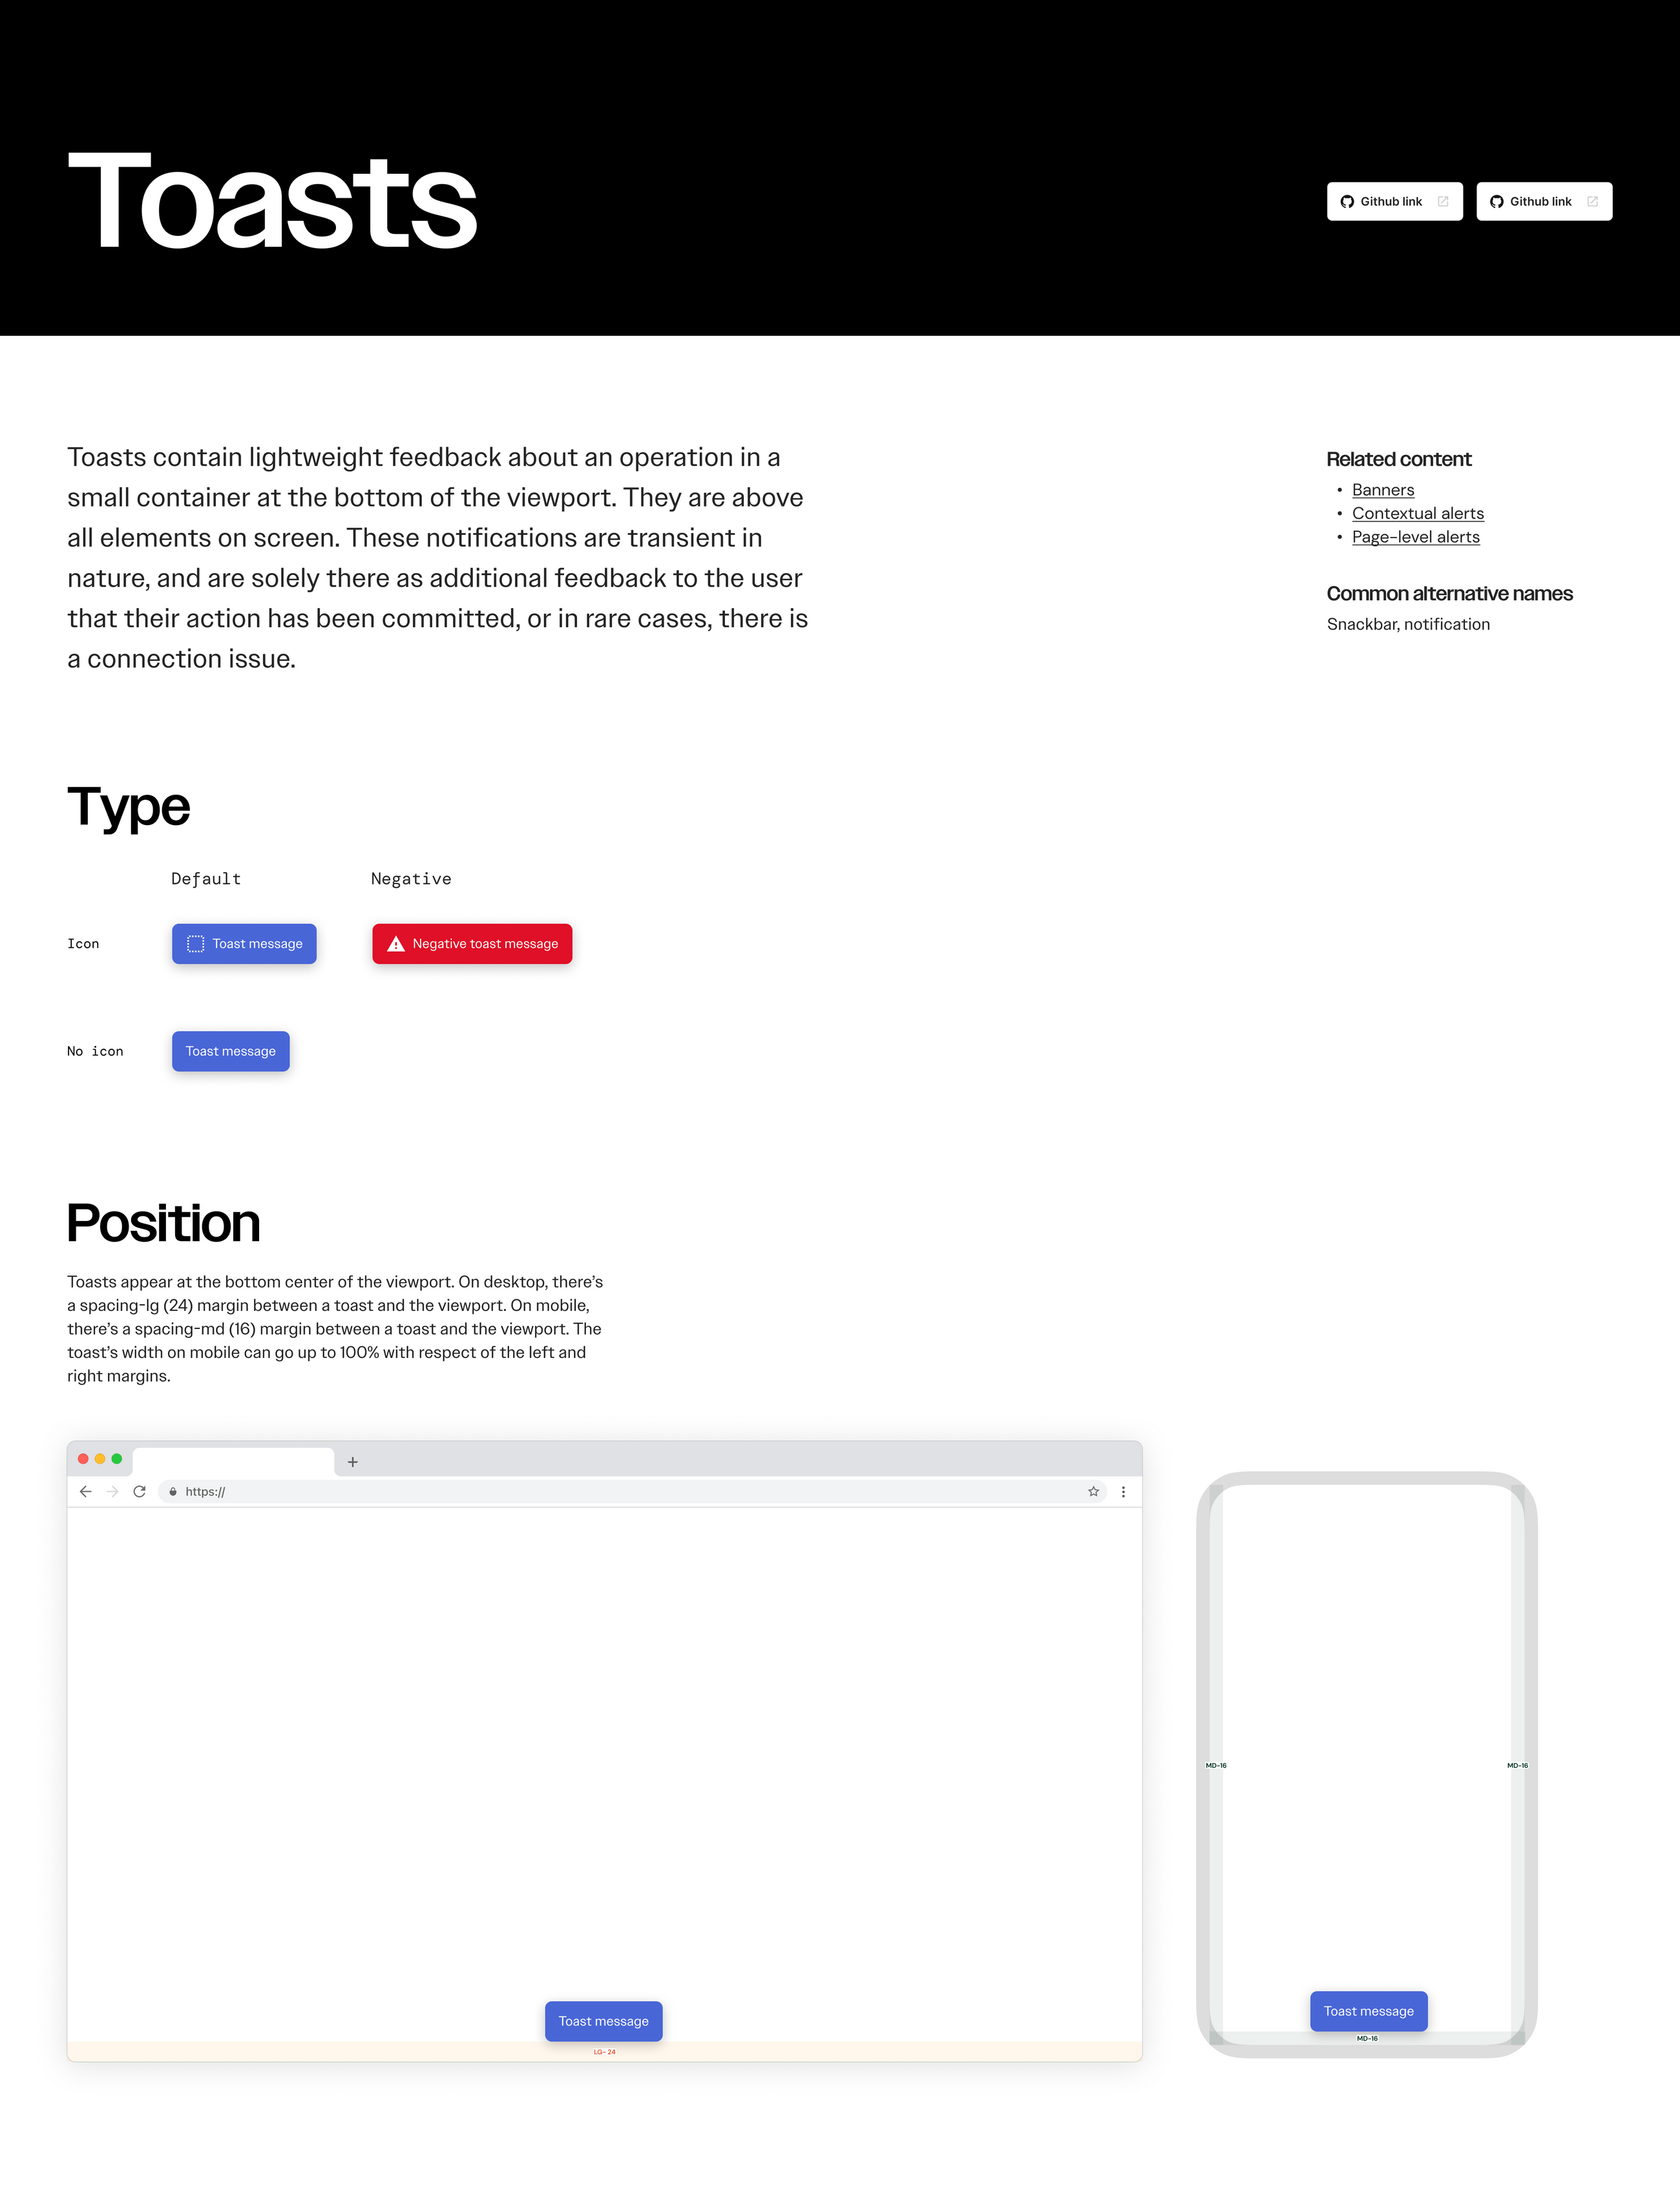 Toasts
Github link
Github link
Toasts contain lightweight feedback about an operation in a
small container at the bottom of the viewport. They are above
all elements on screen. These notifications are transient in
nature, and are solely there as additional feedback to the user
that their action has been committed, or in rare cases, there is
a connection issue.
Related content
• Banners
• Contextual alerts
• Page-level alerts
Common alternative names
Snackbar, notification
Type
Default
Negative
Icon
Toast message
Negative toast message
No icon
Toast message
Position
Toasts appear at the bottom center of the viewport. On desktop, there's
a spacing-lg (24) margin between a toast and the viewport. On mobile,
there's a spacing-md (16) margin between a toast and the viewport. The
toast's width on mobile can go up to 100% with respect of the left and
right margins.
https://
Toast message
LG- 24
MD-16
MD-16
Toast message
MD-16